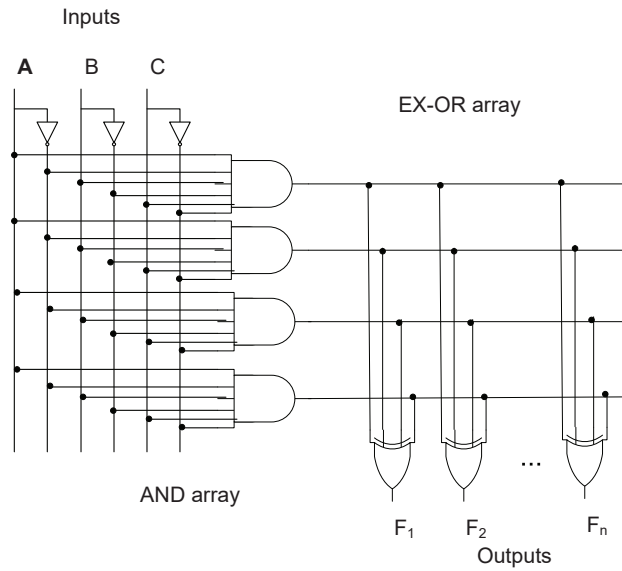 Inputs
A B C
EX-OR array
AND array
...
F1 F2 Fn
Outputs